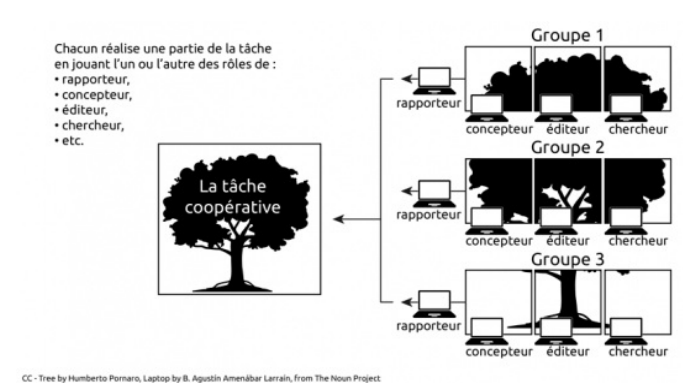 Chacun réalise une partie de la tâche
en jouant l'un ou l'autre des rôles de :
• rapporteur,
• concepteur,
• éditeur,
• chercheur,
• etc.
La tâche
coopérative
Groupe 1
rapporteur
concepteur éditeur chercheur
Groupe 2
rapporteur
concepteur éditeur chercheur
Groupe 3
rapporteur
concepteur éditeur chercheur
CC - Tree by Humberto Pornaro, Laptop by B. Agustín Amenábar Larraín, from The Noun Project